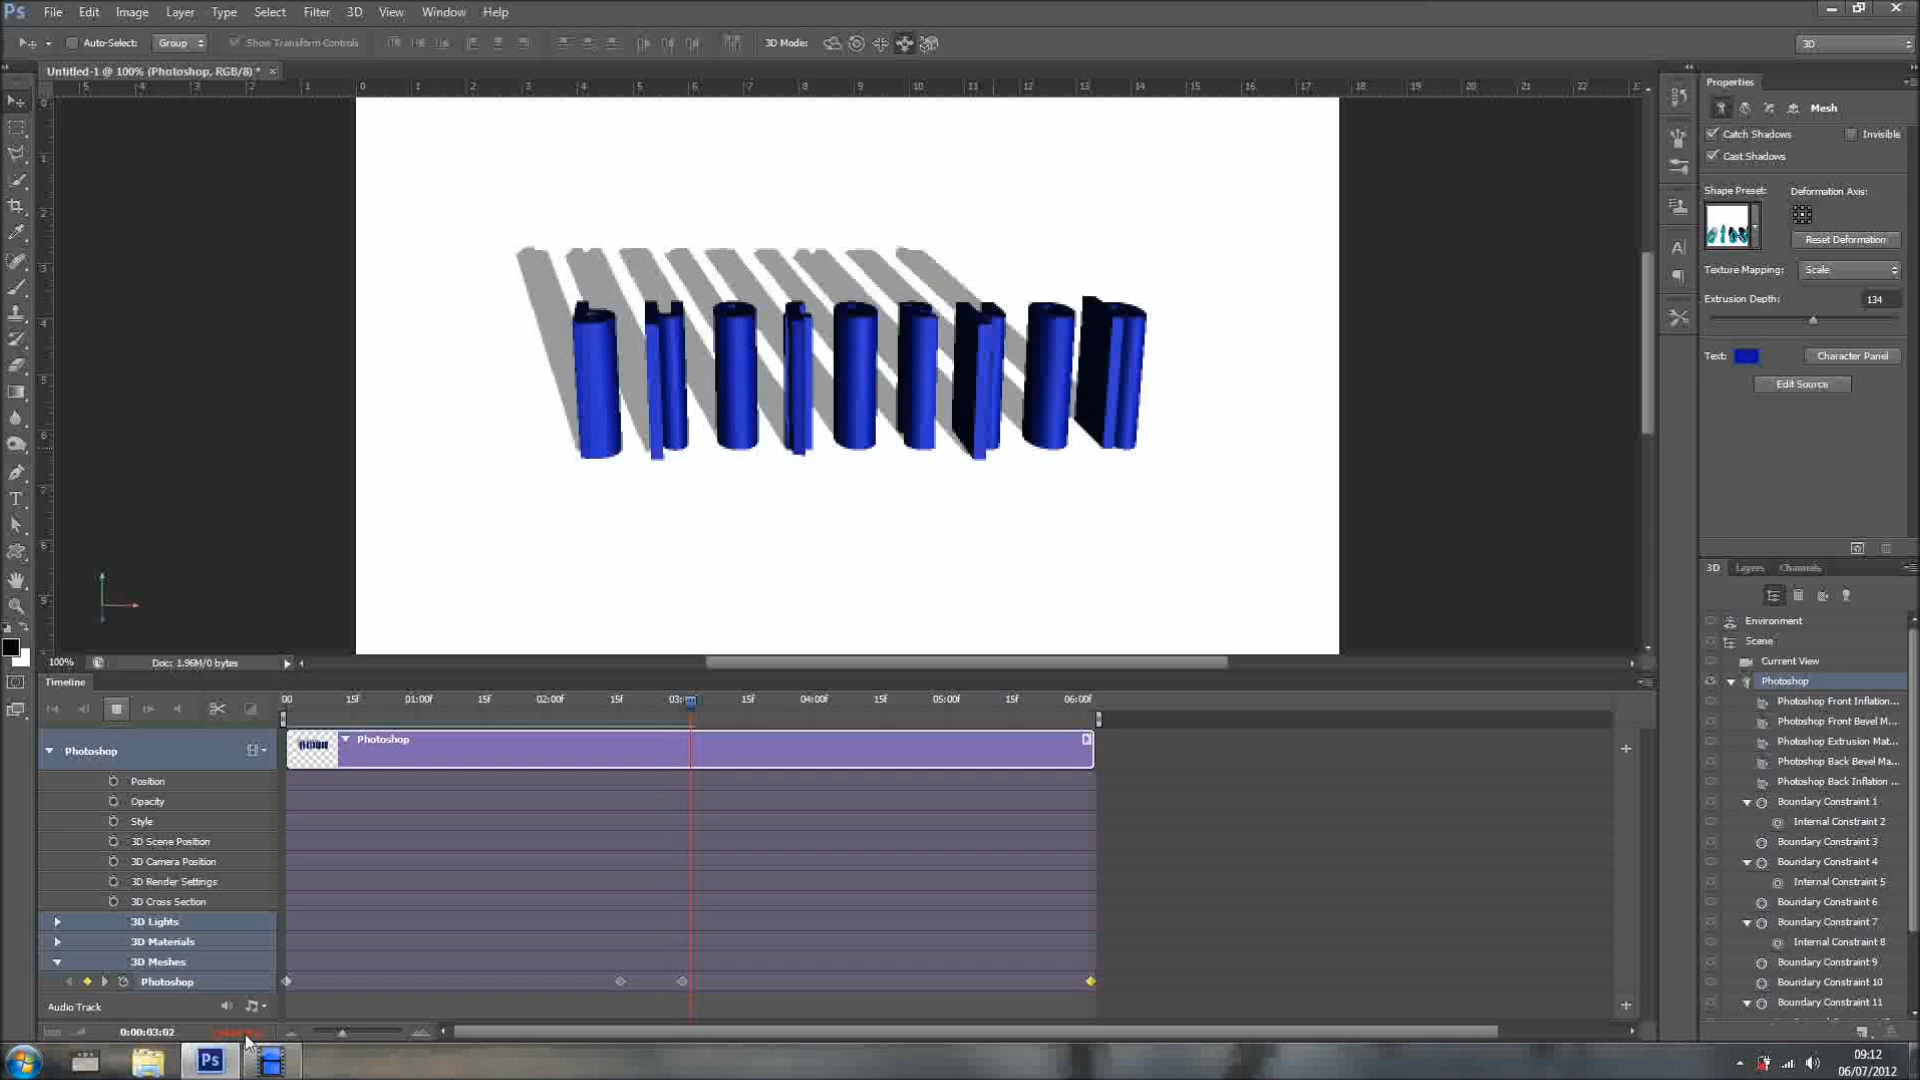 Ps File Edit Image Layer Type Select Filter 3D View Window Help
Auto-Select: Group Show Transform Controls 3D Mode: 3D
Untitled-1 @ 100% (Photoshop, RGB/8) * ×
Properties
Mesh
Catch Shadows Invisible
Cast Shadows
Shape Preset: Deformation Axis:
Reset Deformation
Texture Mapping: Scale
Extrusion Depth: 134
Text: Character Panel
Edit Source
3D Layers Channels
Environment
Scene
Current View
Photoshop
Photoshop Front Inflation...
Photoshop Front Bevel M...
Photoshop Extrusion Mat...
Photoshop Back Bevel Ma...
Photoshop Back Inflation ...
Boundary Constraint 1
Internal Constraint 2
Boundary Constraint 3
Boundary Constraint 4
Internal Constraint 5
Boundary Constraint 6
Boundary Constraint 7
Internal Constraint 8
Boundary Constraint 9
Boundary Constraint 10
Boundary Constraint 11
100% Doc: 1.96M/0 bytes
Timeline
00 15f 01:00f 15f 02:00f 15f 03:0 15f 04:00f 15f 05:00f 15f 06:00f
Photoshop Photoshop
Position
Opacity
Style
3D Scene Position
3D Camera Position
3D Render Settings
3D Cross Section
3D Lights
3D Materials
3D Meshes
Photoshop
Audio Track
0:00:03:02
Ps
09:12
06/07/2012